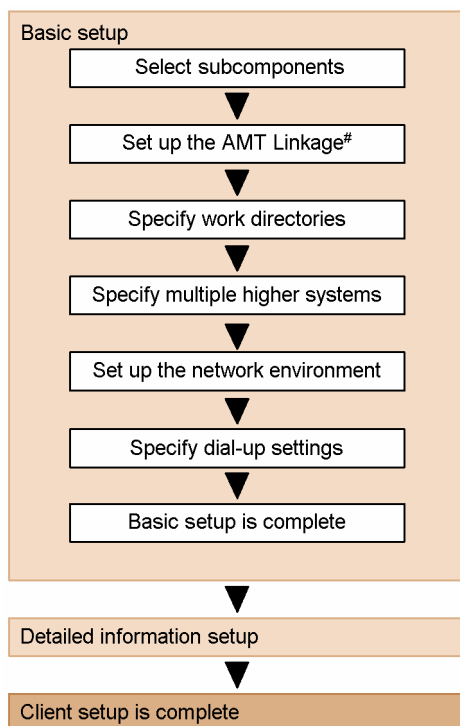 Basic setup
Select subcomponents
Set up the AMT Linkage#
Specify work directories
Specify multiple higher systems
Set up the network environment
Specify dial-up settings
Basic setup is complete
Detailed information setup
Client setup is complete